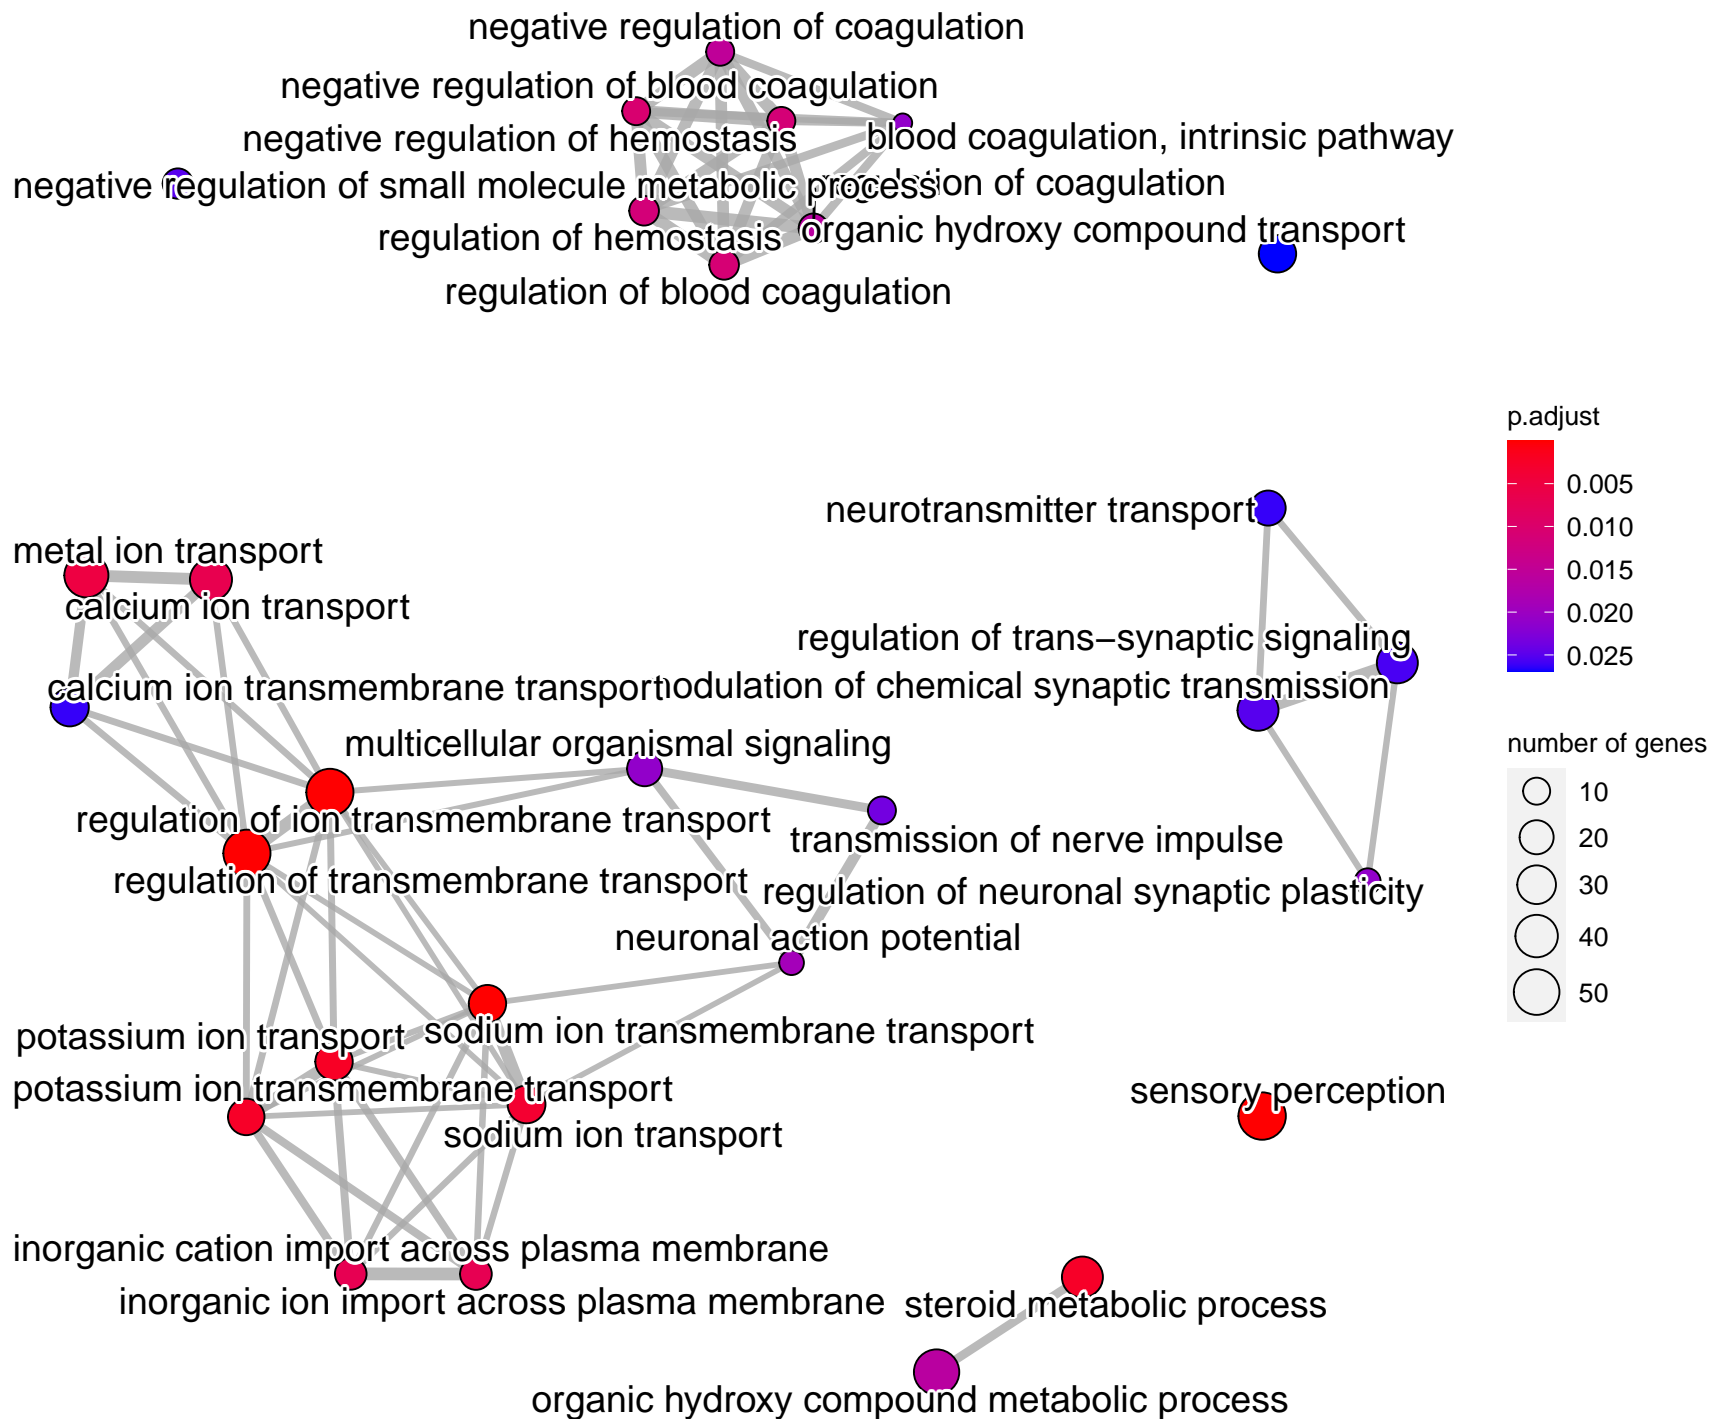 negative regulation of coagulation
negative regulation of blood coagulation
negative regulation of hemostasis
blood coagulation, intrinsic pathway
negative regulation of small molecule metabolic process
of coagulation
regulation of hemostasis
organic hydroxy compound transport
regulation of blood coagulation
p.adjust
0.005
0.010
0.015
0.020
0.025
neurotransmitter transport
metal ion transport
calcium ion transport
regulation of trans−synaptic signaling
calcium ion transmembrane transport
of chemical synaptic transmission
multicellular organismal signaling
number of genes
10
20
30
40
50
regulation of ion transmembrane transport
transmission of nerve impulse
regulation of transmembrane transport
regulation of neuronal synaptic plasticity
neuronal action potential
potassium ion transport
sodium ion transmembrane transport
potassium ion transmembrane transport
sensory perception
sodium ion transport
inorganic cation import across plasma membrane
inorganic ion import across plasma membrane
steroid metabolic process
organic hydroxy compound metabolic process